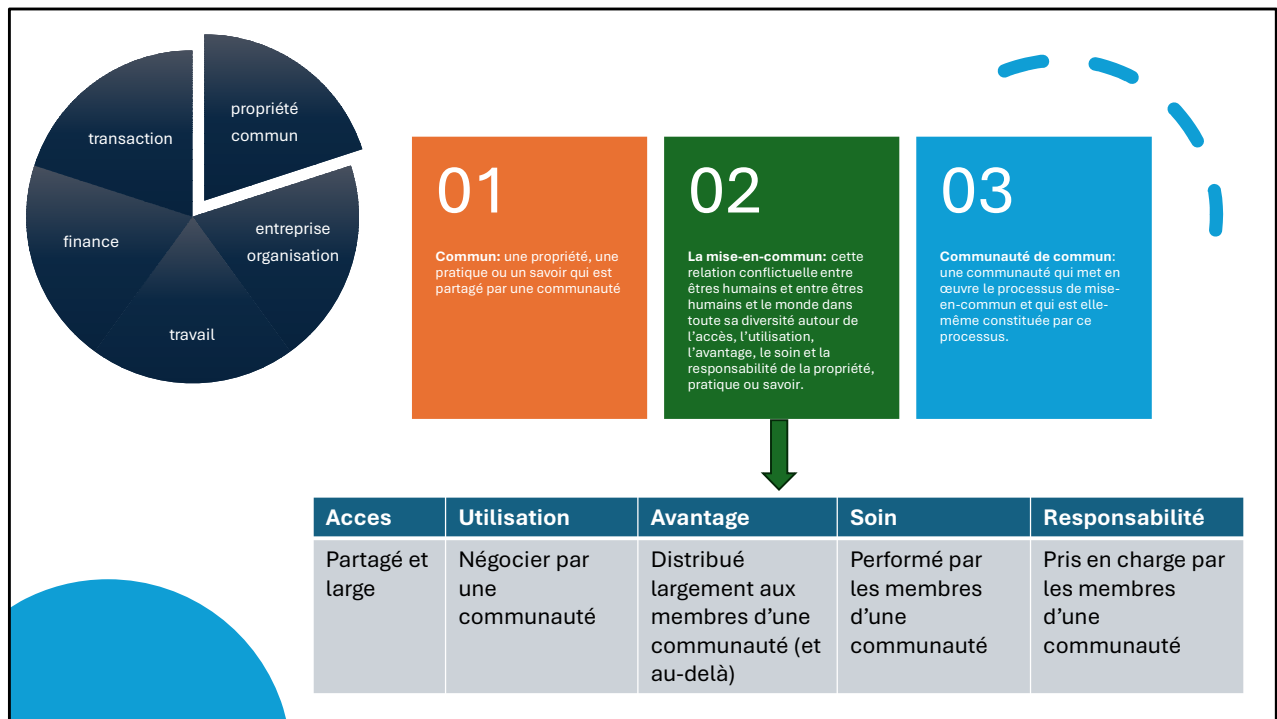 propriété
commun
transaction
entreprise
organisation
finance
travail
01
Commun: une propriété, une
pratique ou un savoir qui est
partagé par une communauté
02
La mise-en-commun: cette
relation conflictuelle entre
êtres humains et entre êtres
humains et le monde dans
toute sa diversité autour de
l’accès, l’utilisation,
l’avantage, le soin et la
responsabilité de la propriété,
pratique ou savoir.
03
Communauté de commun:
une communauté qui met en
œuvre le processus de mise-
en-commun et qui est elle-
même constituée par ce
processus.
Acces
Utilisation
Avantage
Soin
Responsabilité
Partagé et
large
Négocier par
une
communauté
Distribué
largement aux
membres d’une
communauté (et
au-delà)
Performé par
les membres
d’une
communauté
Pris en charge par
les membres
d’une
communauté